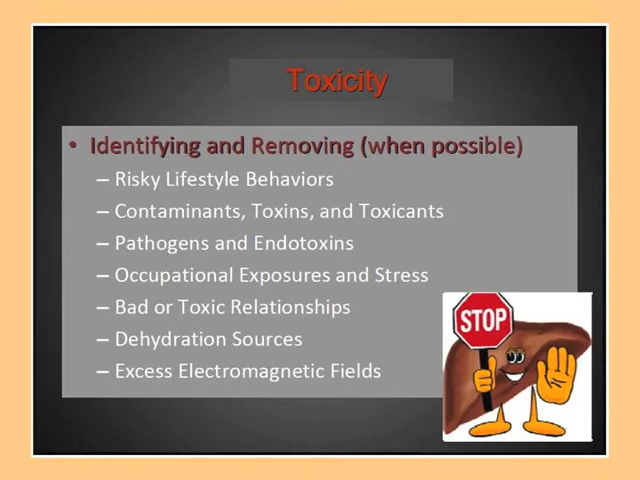 Toxicity
• Identifying and Removing (when possible)
– Risky Lifestyle Behaviors
– Contaminants, Toxins, and Toxicants
– Pathogens and Endotoxins
– Occupational Exposures and Stress
– Bad or Toxic Relationships
– Dehydration Sources
– Excess Electromagnetic Fields
STOP